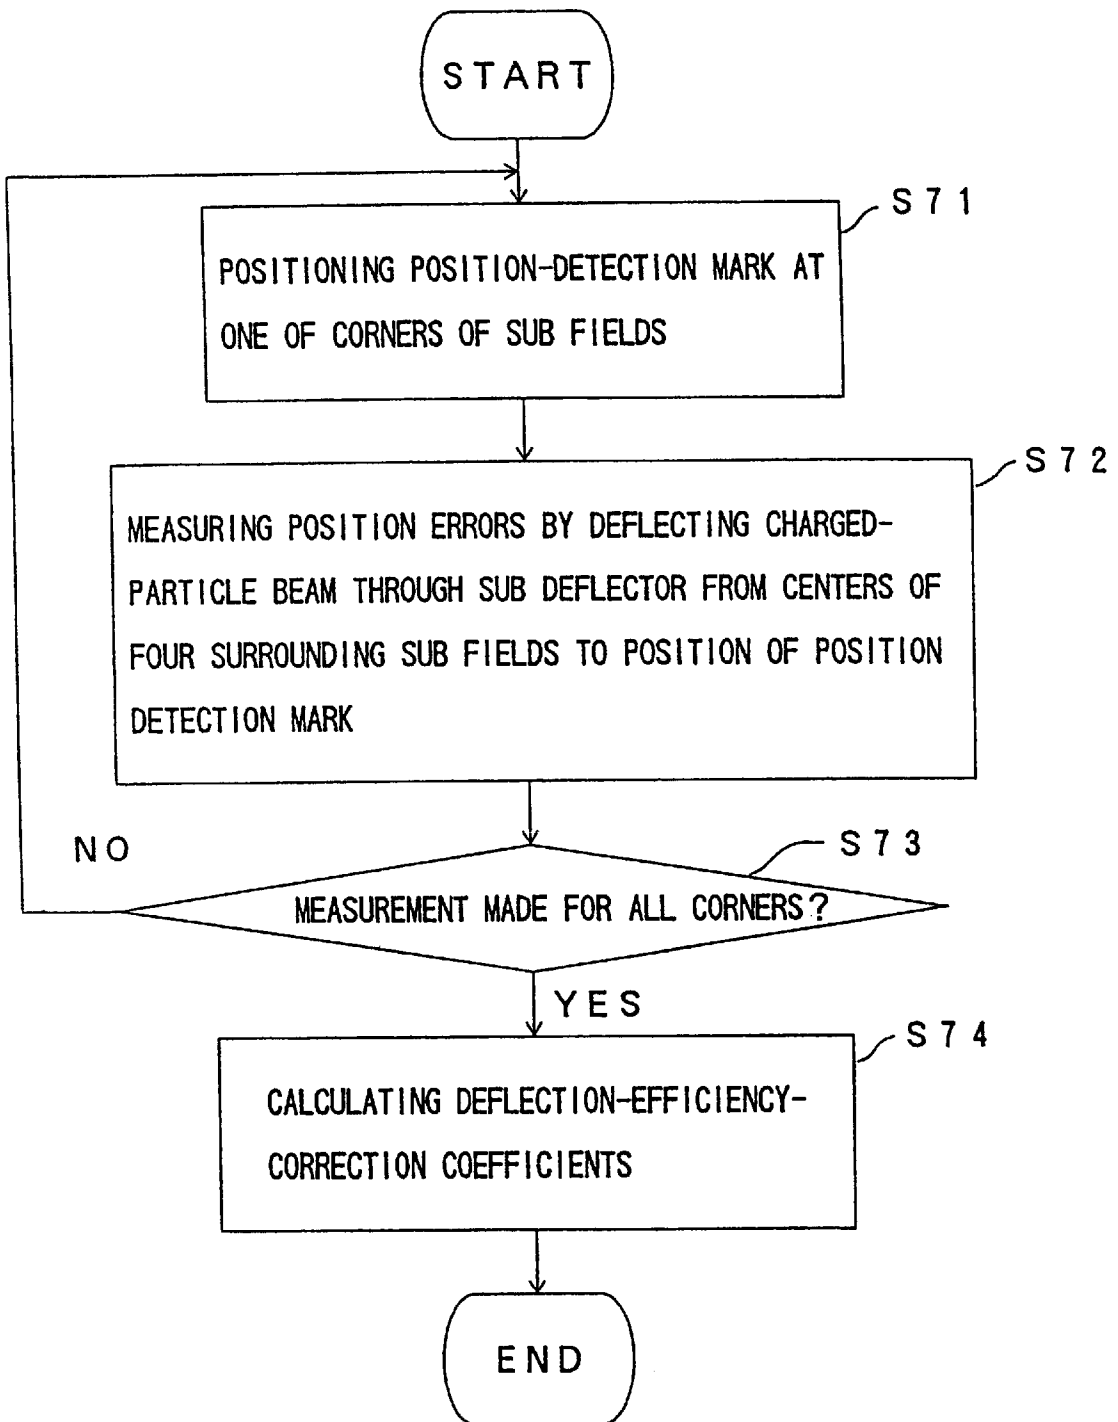 START
S71
POSITIONING POSITION-DETECTION MARK AT
ONE OF CORNERS OF SUB FIELDS
S72
MEASURING POSITION ERRORS BY DEFLECTING CHARGED-
PARTICLE BEAM THROUGH SUB DEFLECTOR FROM CENTERS OF
FOUR SURROUNDING SUB FIELDS TO POSITION OF POSITION
DETECTION MARK
NO
S73
MEASUREMENT MADE FOR ALL CORNERS?
YES
S74
CALCULATING DEFLECTION-EFFICIENCY-
CORRECTION COEFFICIENTS
END